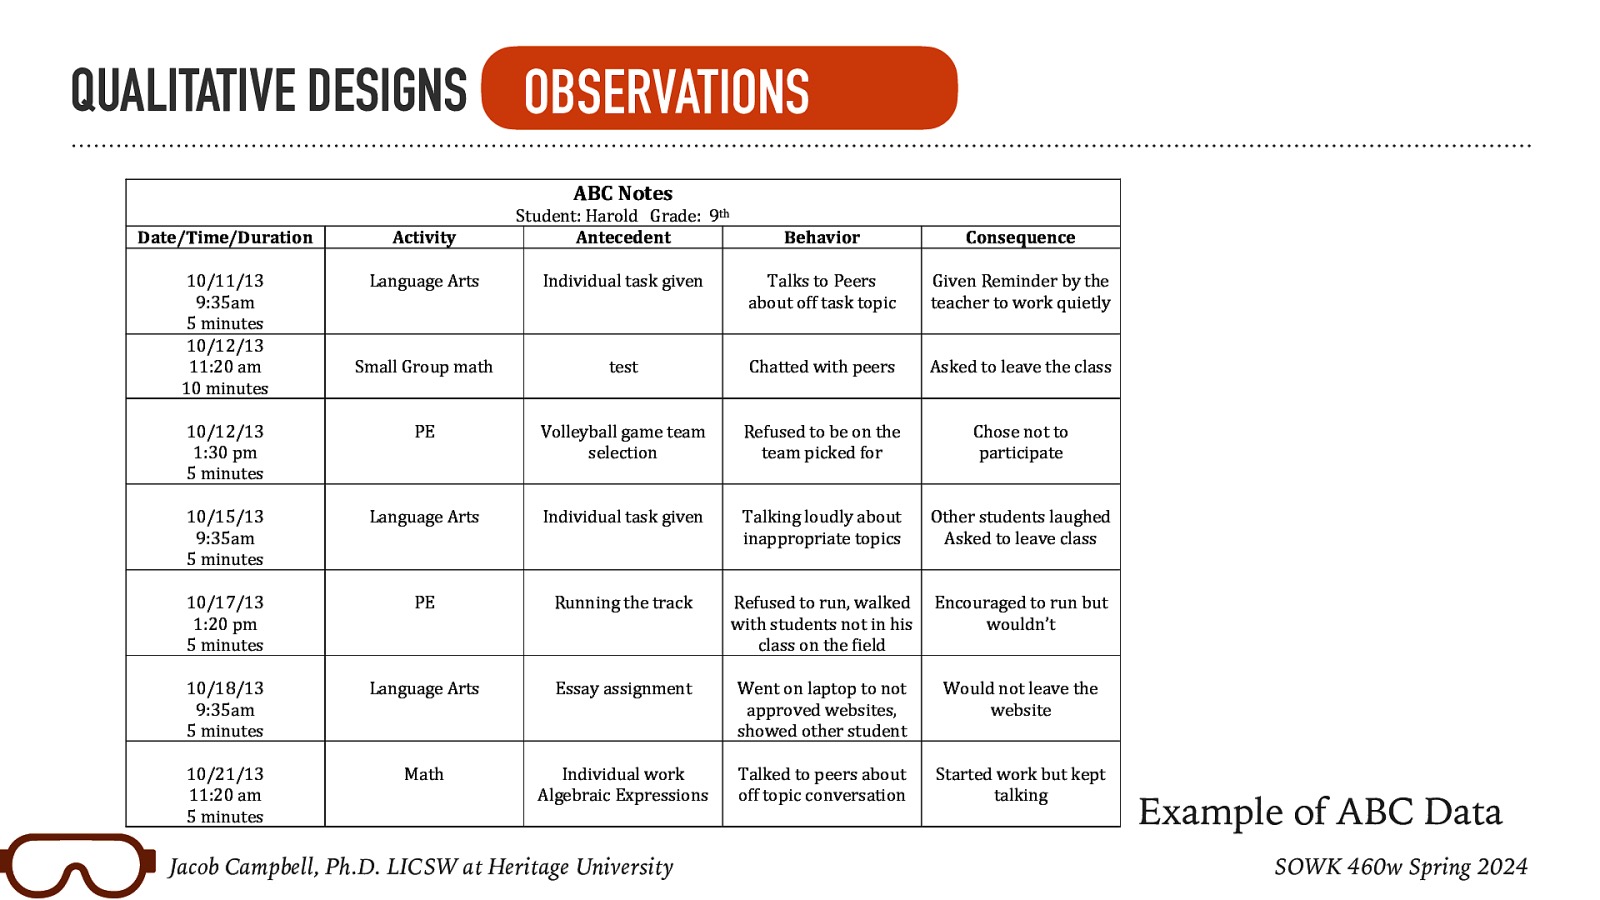 QUALITATIVE DESIGNS OBSERVATIONS
ABC Notes
Student: Harold Grade: 9th
Date/Time/Duration Activity Antecedent Behavior Consequence
10/11/13 Language Arts Individual task given Talks to Peers Given Reminder by the
9:35am about off task topic teacher to work quietly
5 minutes
10/12/13
11:20 am Small Group math test Chatted with peers Asked to leave the class
10 minutes
10/12/13 PE Volleyball game team Refused to be on the Chose not to
1:30 pm selection team picked for participate
5 minutes
10/15/13 Language Arts Individual task given Talking loudly about Other students laughed
9:35am inappropriate topics Asked to leave class
5 minutes
10/17/13 PE Running the track Refused to run, walked Encouraged to run but
1:20 pm with students not in his wouldn't
5 minutes class on the field
10/18/13 Language Arts Essay assignment Went on laptop to not Would not leave the
9:35am approved websites, website
5 minutes showed other student
10/21/13 Math Individual work Talked to peers about Started work but kept
11:20 am Algebraic Expressions off topic conversation talking
5 minutes
Example of ABC Data
Jacob Campbell, Ph.D. LICSW at Heritage University SOWK 460w Spring 2024